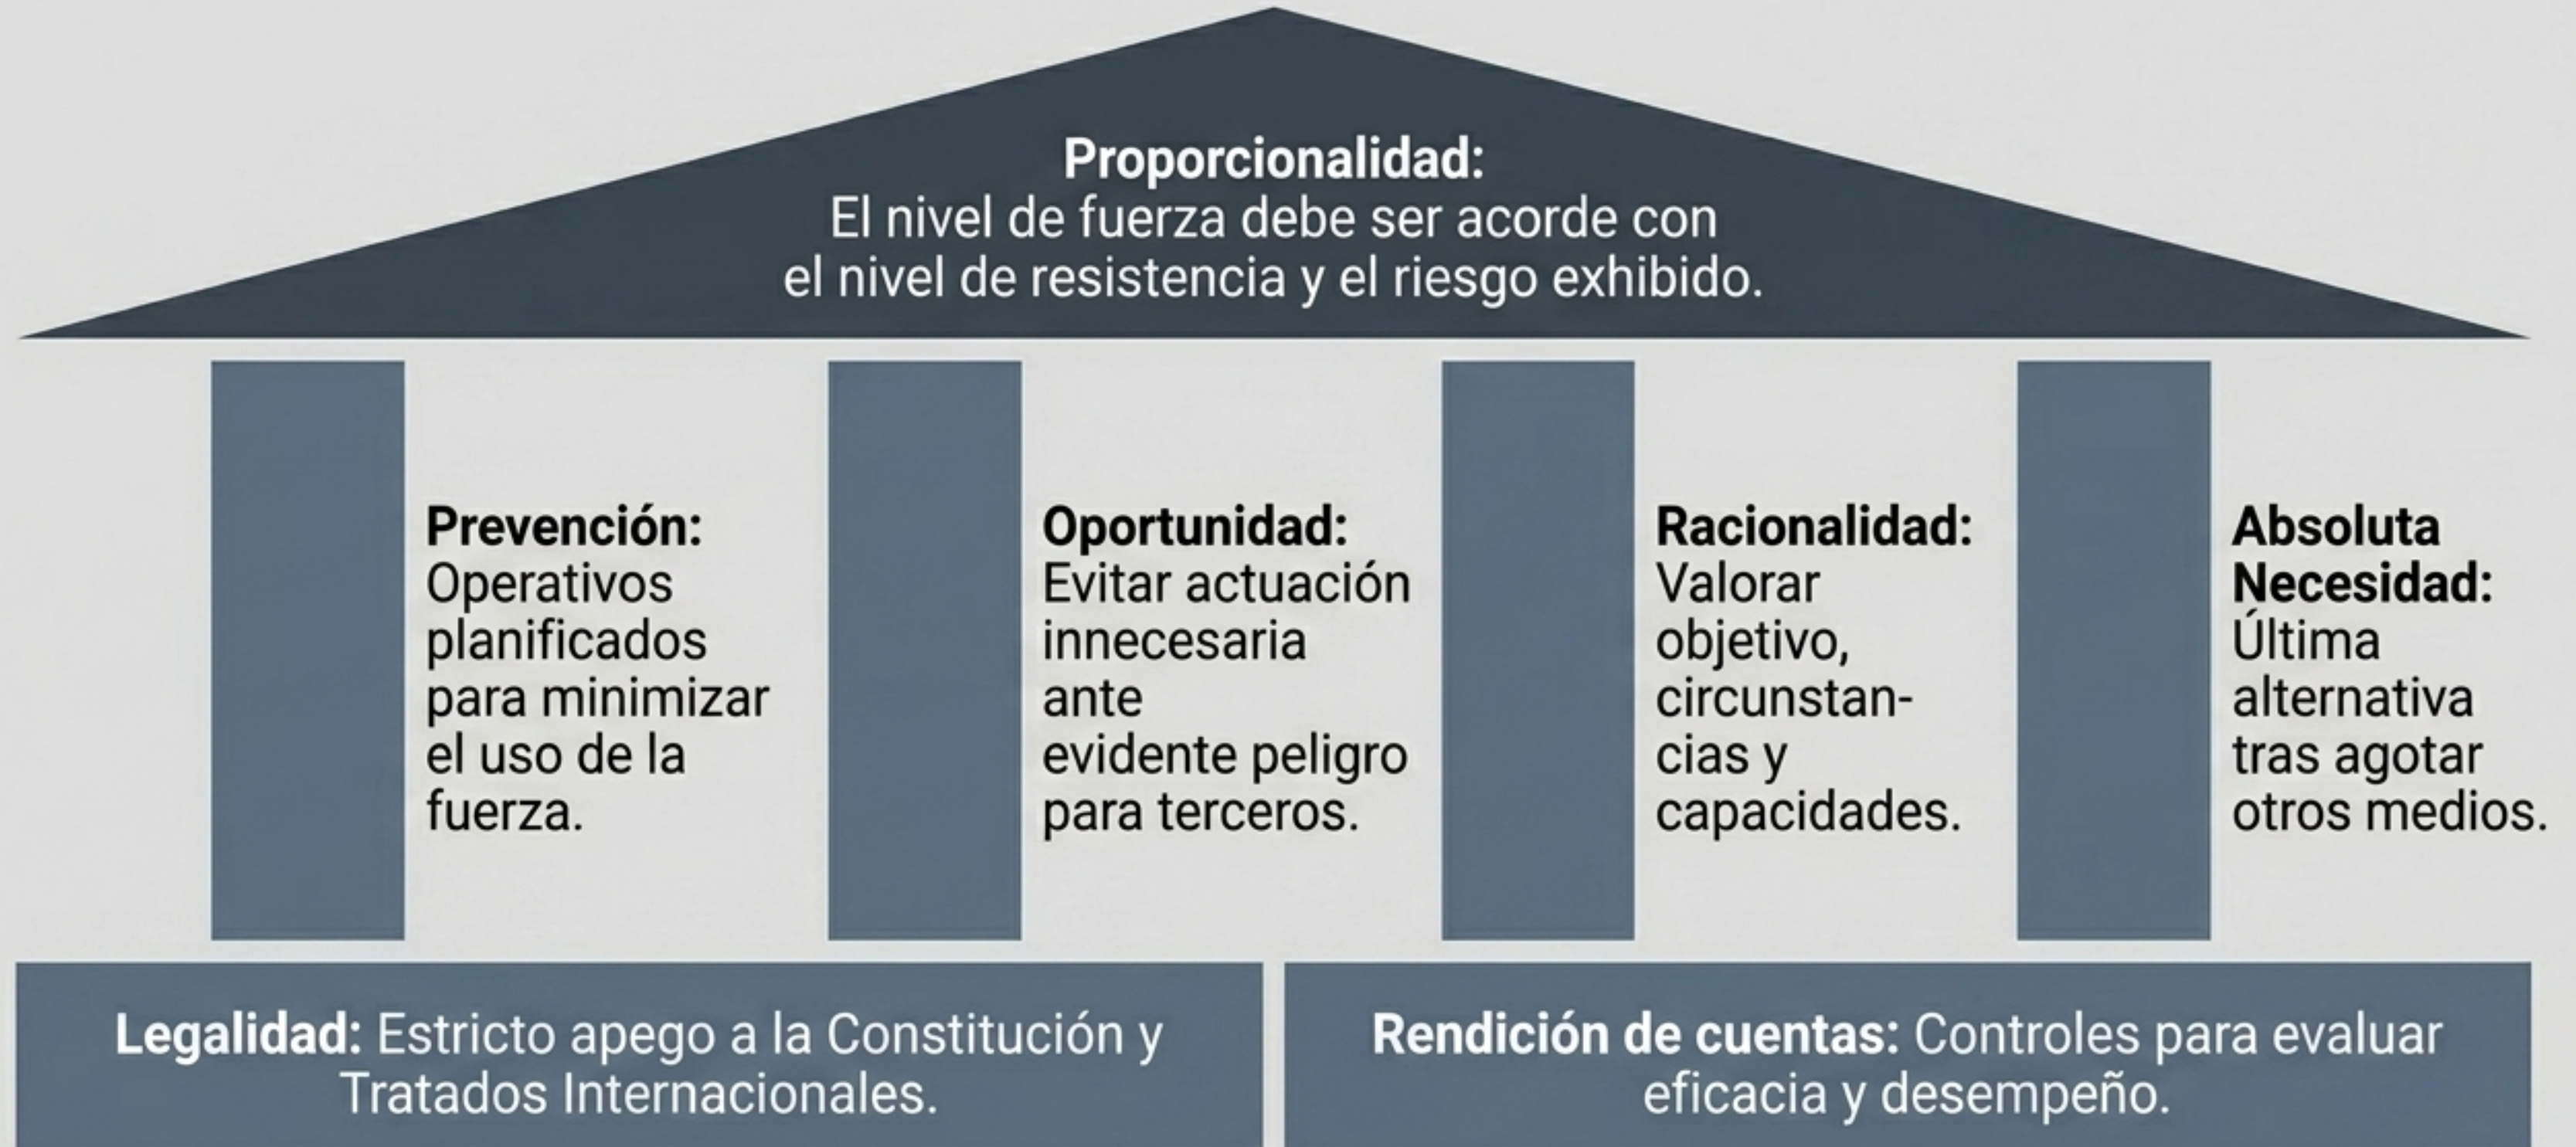 Proporcionalidad:
El nivel de fuerza debe ser acorde con
el nivel de resistencia y el riesgo exhibido.
Prevención:
Operativos
planificados
para minimizar
el uso de la
fuerza.
Oportunidad:
Evitar actuación
innecesaria
ante
evidente peligro
para terceros.
Racionalidad:
Valorar
objetivo,
circunstan-
cias y
capacidades.
Absoluta
Necesidad:
Última
alternativa
tras agotar
otros medios.
Legalidad: Estricto apego a la Constitución y
Tratados Internacionales.
Rendición de cuentas: Controles para evaluar
eficacia y desempeño.